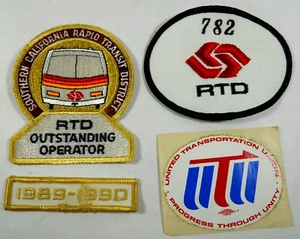 SOUTHERN CALIFORNIA RAPID TRANSIT DISTRICT
RTD
OUTSTANDING
OPERATOR
1989-1990
782
RTD
UNITED TRANSPORTATION UNION
UTU
PROGRESS THROUGH UNITY